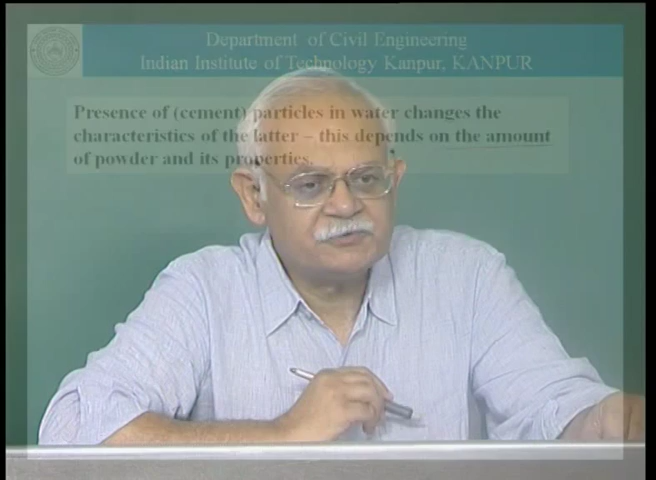 Department of Civil Engineering
Indian Institute of Technology Kanpur, KANPUR
Presence of (cement) particles in water changes the
characteristics of the latter – this depends on the amount
of powder and its properties.